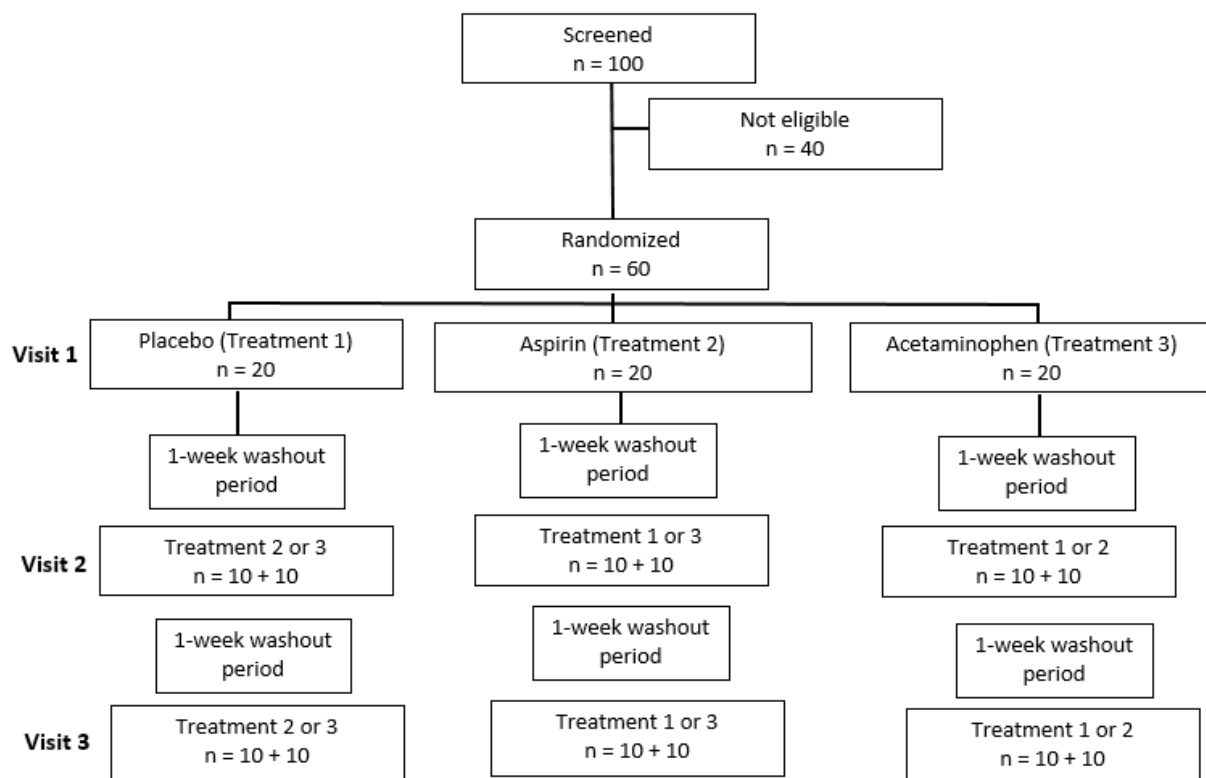 Screened
n = 100
Not eligible
n = 40
Randomized
n = 60
Visit 1
Placebo (Treatment 1)
n = 20
Aspirin (Treatment 2)
n = 20
Acetaminophen (Treatment 3)
n = 20
1-week washout
period
1-week washout
period
1-week washout
period
Visit 2
Treatment 2 or 3
n = 10 + 10
Treatment 1 or 3
n = 10 + 10
Treatment 1 or 2
n = 10 + 10
1-week washout
period
1-week washout
period
1-week washout
period
Visit 3
Treatment 2 or 3
n = 10 + 10
Treatment 1 or 3
n = 10 + 10
Treatment 1 or 2
n = 10 + 10